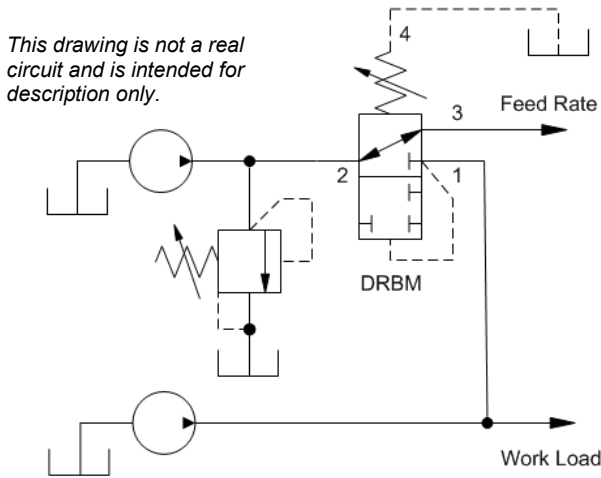 This drawing is not a real
circuit and is intended for
description only.
4
3
Feed Rate
2
1
DRBM
Work Load